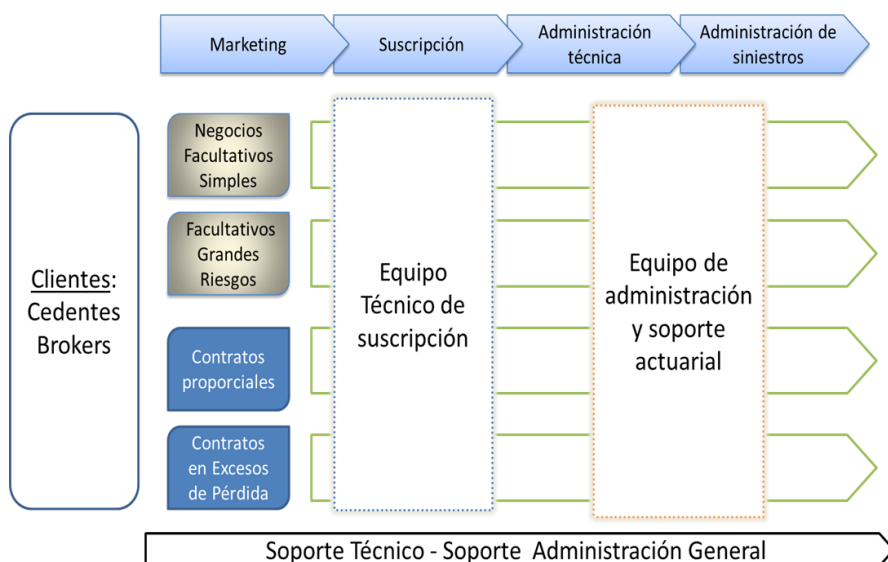 Marketing
Suscripción
Administración
técnica
Administración de
siniestros
Clientes:
Cedentes
Brokers
Negocios
Facultativos
Simples
Facultativos
Grandes
Riesgos
Contratos
proporciales
Contratos
en Excesos
de Pérdida
Equipo
Técnico de
suscripción
Equipo de
administración
y soporte
actuarial
Soporte Técnico - Soporte Administración General